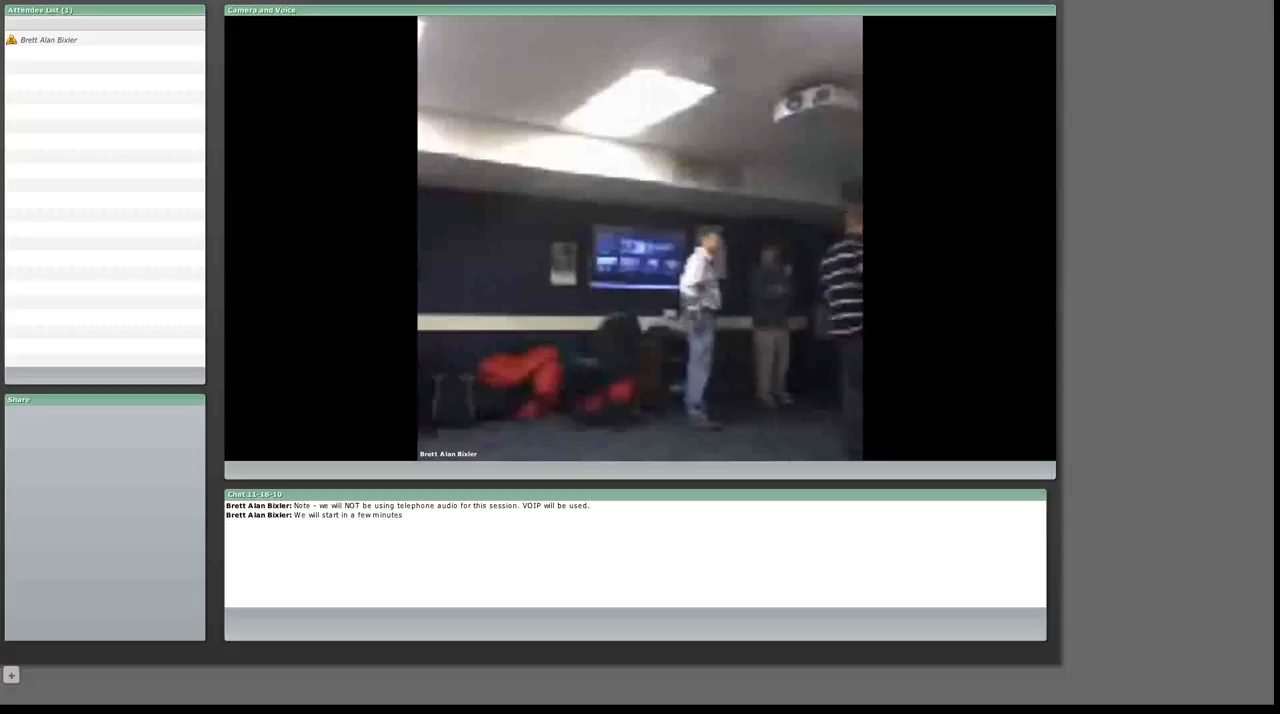 Attendee List (1)
Brett Alan Bixler
Camera and Voice
Brett Alan Bixler
Share
Chat 11-18-10
Brett Alan Bixler: Note - we will NOT be using telephone audio for this session. VOIP will be used.
Brett Alan Bixler: We will start in a few minutes